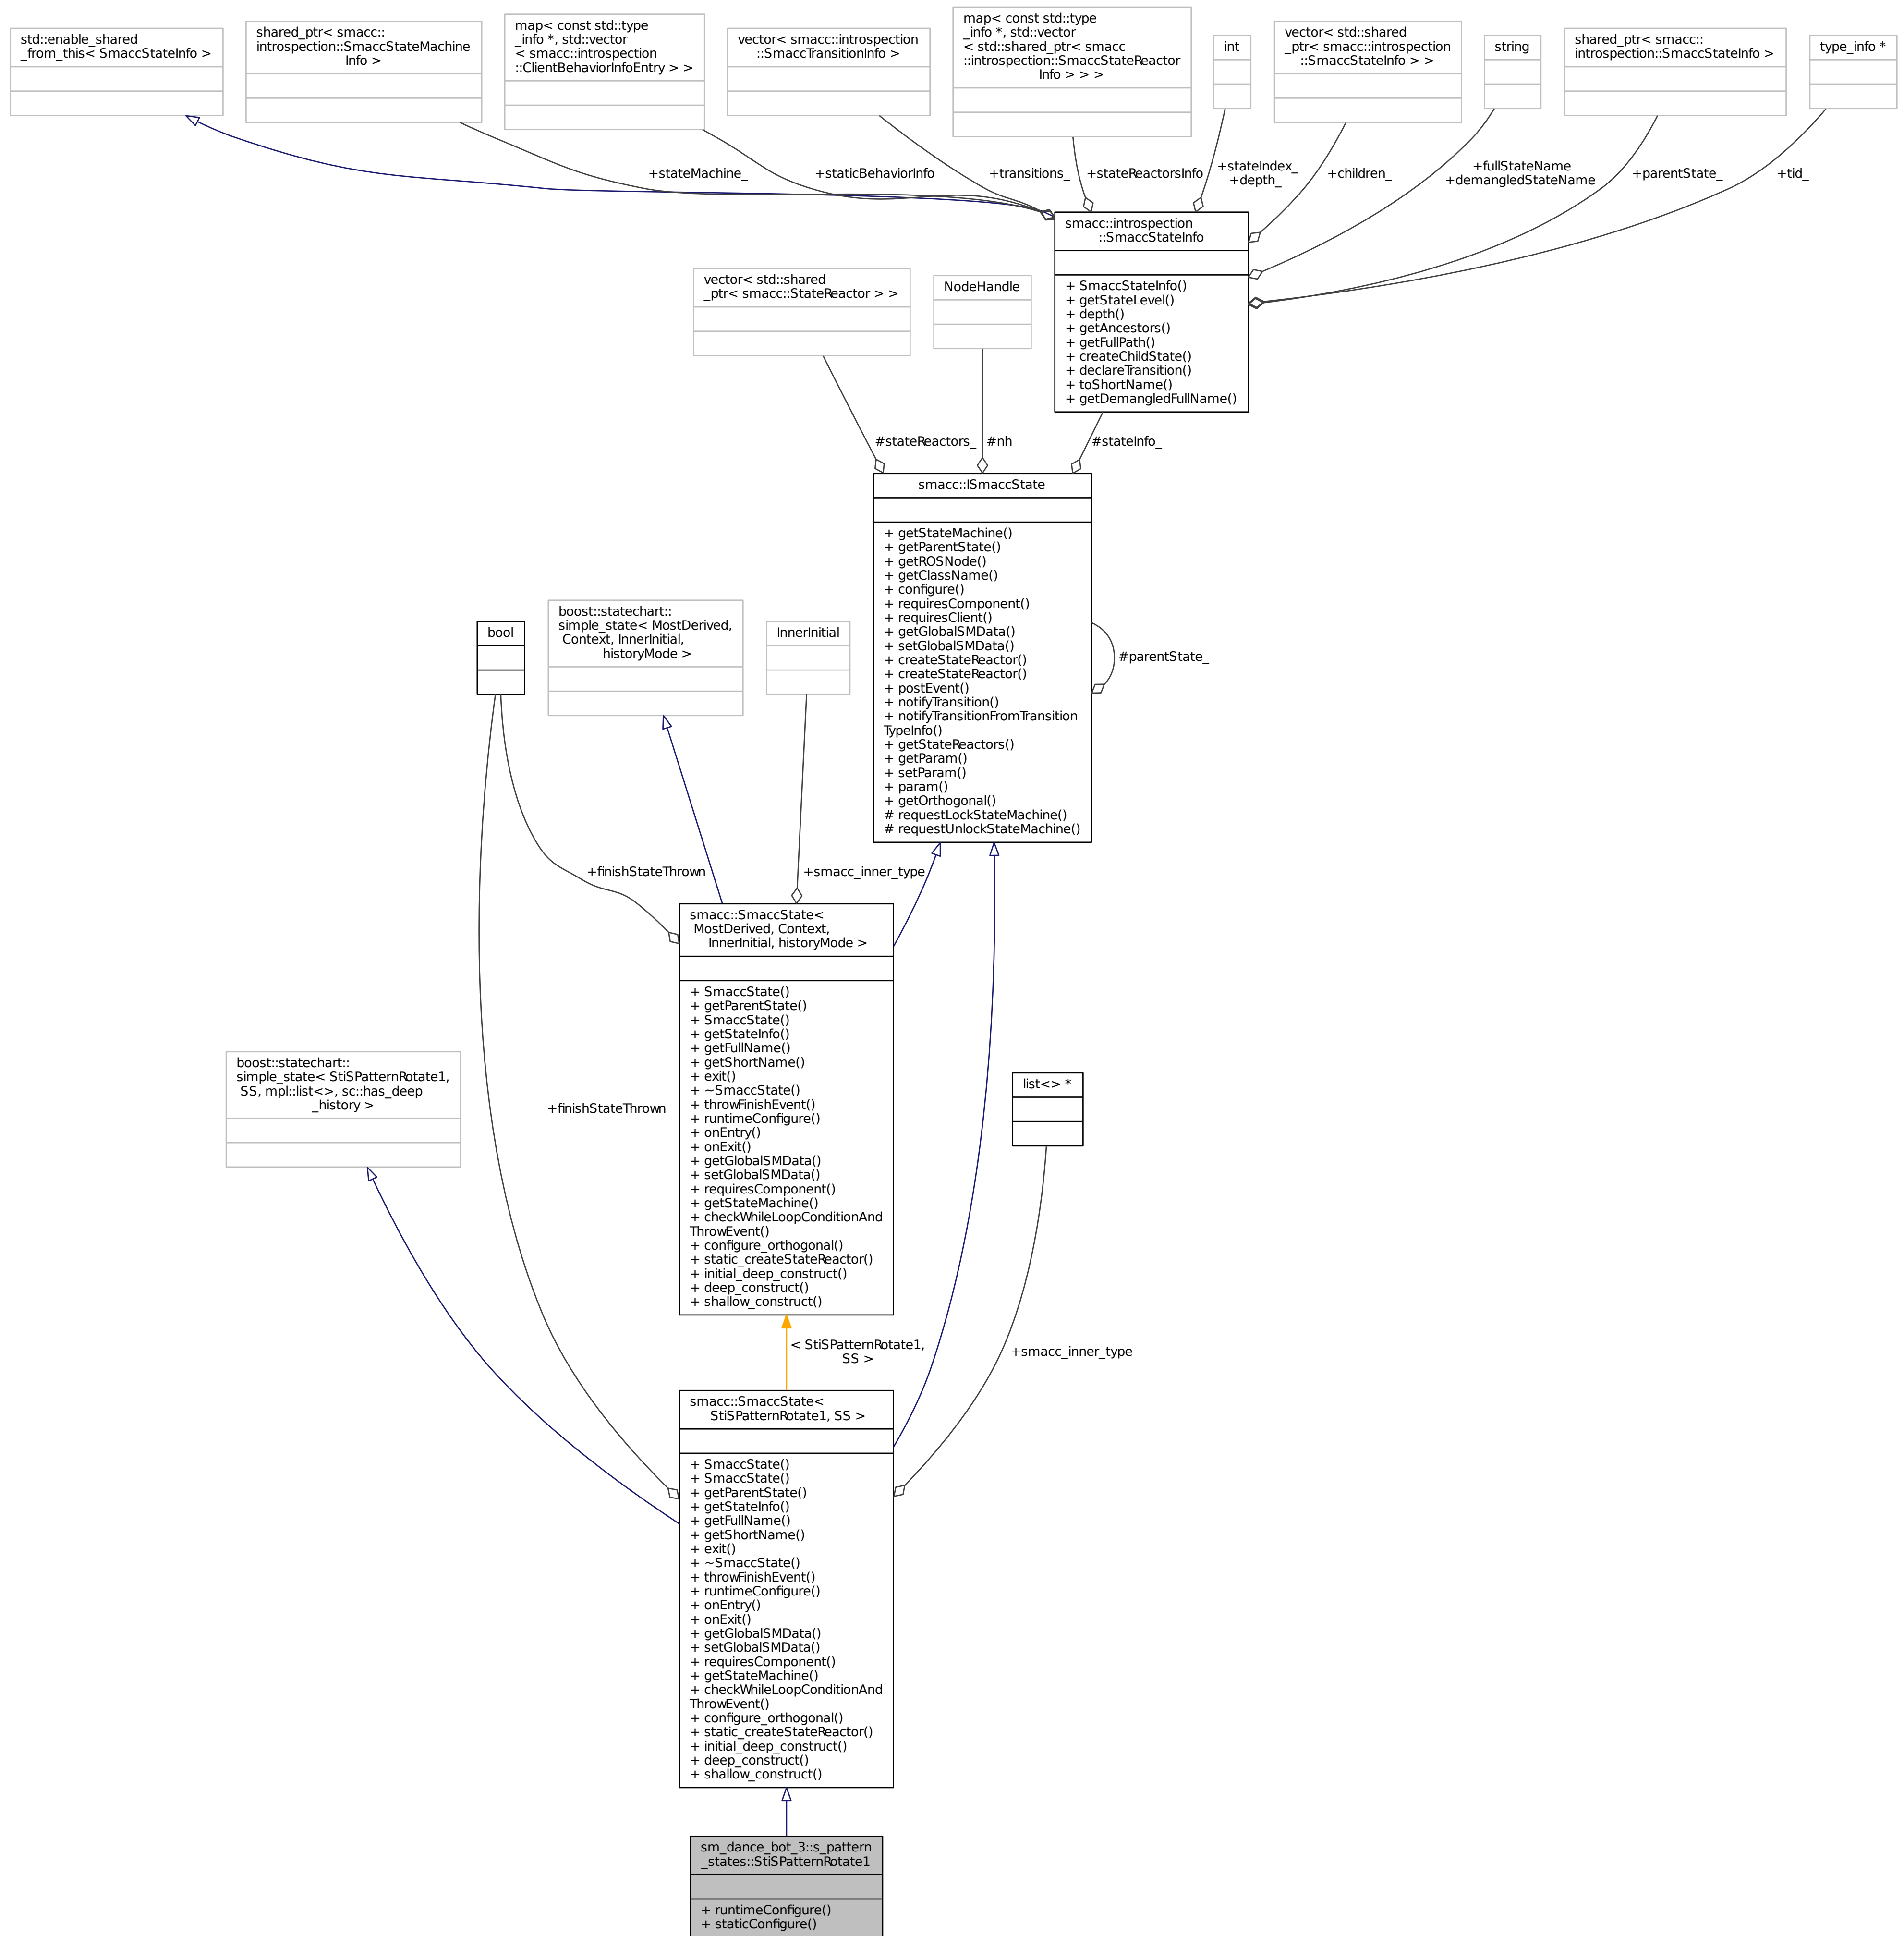 std::enable_shared
_from_this< SmaccStateInfo >
shared_ptr< smacc::
introspection::SmaccStateMachine
Info >
map< const std::type
_info *, std::vector
< smacc::introspection
::ClientBehaviorInfoEntry > >
vector< smacc::introspection
::SmaccTransitionInfo >
map< const std::type
_info *, std::vector
< std::shared_ptr< smacc
::introspection::SmaccStateReactor
Info > > >
int
vector< std::shared
_ptr< smacc::introspection
::SmaccStateInfo > >
string
shared_ptr< smacc::
introspection::SmaccStateInfo >
type_info *
+stateMachine_
+staticBehaviorInfo
+transitions_
+stateReactorsInfo
+stateIndex_
+depth_
+children_
+fullStateName
+demangledStateName
+parentState_
+tid_
smacc::introspection
::SmaccStateInfo
+ SmaccStateInfo()
+ getStateLevel()
+ depth()
+ getAncestors()
+ getFullPath()
+ createChildState()
+ declareTransition()
+ toShortName()
+ getDemangledFullName()
vector< std::shared
_ptr< smacc::StateReactor > >
NodeHandle
#stateReactors_
#nh
#stateInfo_
smacc::ISmaccState
+ getStateMachine()
+ getParentState()
+ getROSNode()
+ getClassName()
+ configure()
+ requiresComponent()
+ requiresClient()
+ getGlobalSMData()
+ setGlobalSMData()
+ createStateReactor()
+ createStateReactor()
+ postEvent()
+ notifyTransition()
+ notifyTransitionFromTransition
TypeInfo()
+ getStateReactors()
+ getParam()
+ setParam()
+ param()
+ getOrthogonal()
# requestLockStateMachine()
# requestUnlockStateMachine()
#parentState_
bool
boost::statechart::
simple_state< MostDerived,
Context, InnerInitial,
historyMode >
InnerInitial
+finishStateThrown
+smacc_inner_type
smacc::SmaccState<
MostDerived, Context,
InnerInitial, historyMode >
+ SmaccState()
+ getParentState()
+ SmaccState()
+ getStateInfo()
+ getFullName()
+ getShortName()
+ exit()
+ ~SmaccState()
+ throwFinishEvent()
+ runtimeConfigure()
+ onEntry()
+ onExit()
+ getGlobalSMData()
+ setGlobalSMData()
+ requiresComponent()
+ getStateMachine()
+ checkWhileLoopConditionAnd
ThrowEvent()
+ configure_orthogonal()
+ static_createStateReactor()
+ initial_deep_construct()
+ deep_construct()
+ shallow_construct()
boost::statechart::
simple_state< StiSPatternRotate1,
SS, mpl::list<>, sc::has_deep
_history >
+finishStateThrown
list<> *
< StiSPatternRotate1,
SS >
+smacc_inner_type
smacc::SmaccState<
StiSPatternRotate1, SS >
+ SmaccState()
+ SmaccState()
+ getParentState()
+ getStateInfo()
+ getFullName()
+ getShortName()
+ exit()
+ ~SmaccState()
+ throwFinishEvent()
+ runtimeConfigure()
+ onEntry()
+ onExit()
+ getGlobalSMData()
+ setGlobalSMData()
+ requiresComponent()
+ getStateMachine()
+ checkWhileLoopConditionAnd
ThrowEvent()
+ configure_orthogonal()
+ static_createStateReactor()
+ initial_deep_construct()
+ deep_construct()
+ shallow_construct()
sm_dance_bot_3::s_pattern
_states::StiSPatternRotate1
+ runtimeConfigure()
+ staticConfigure()